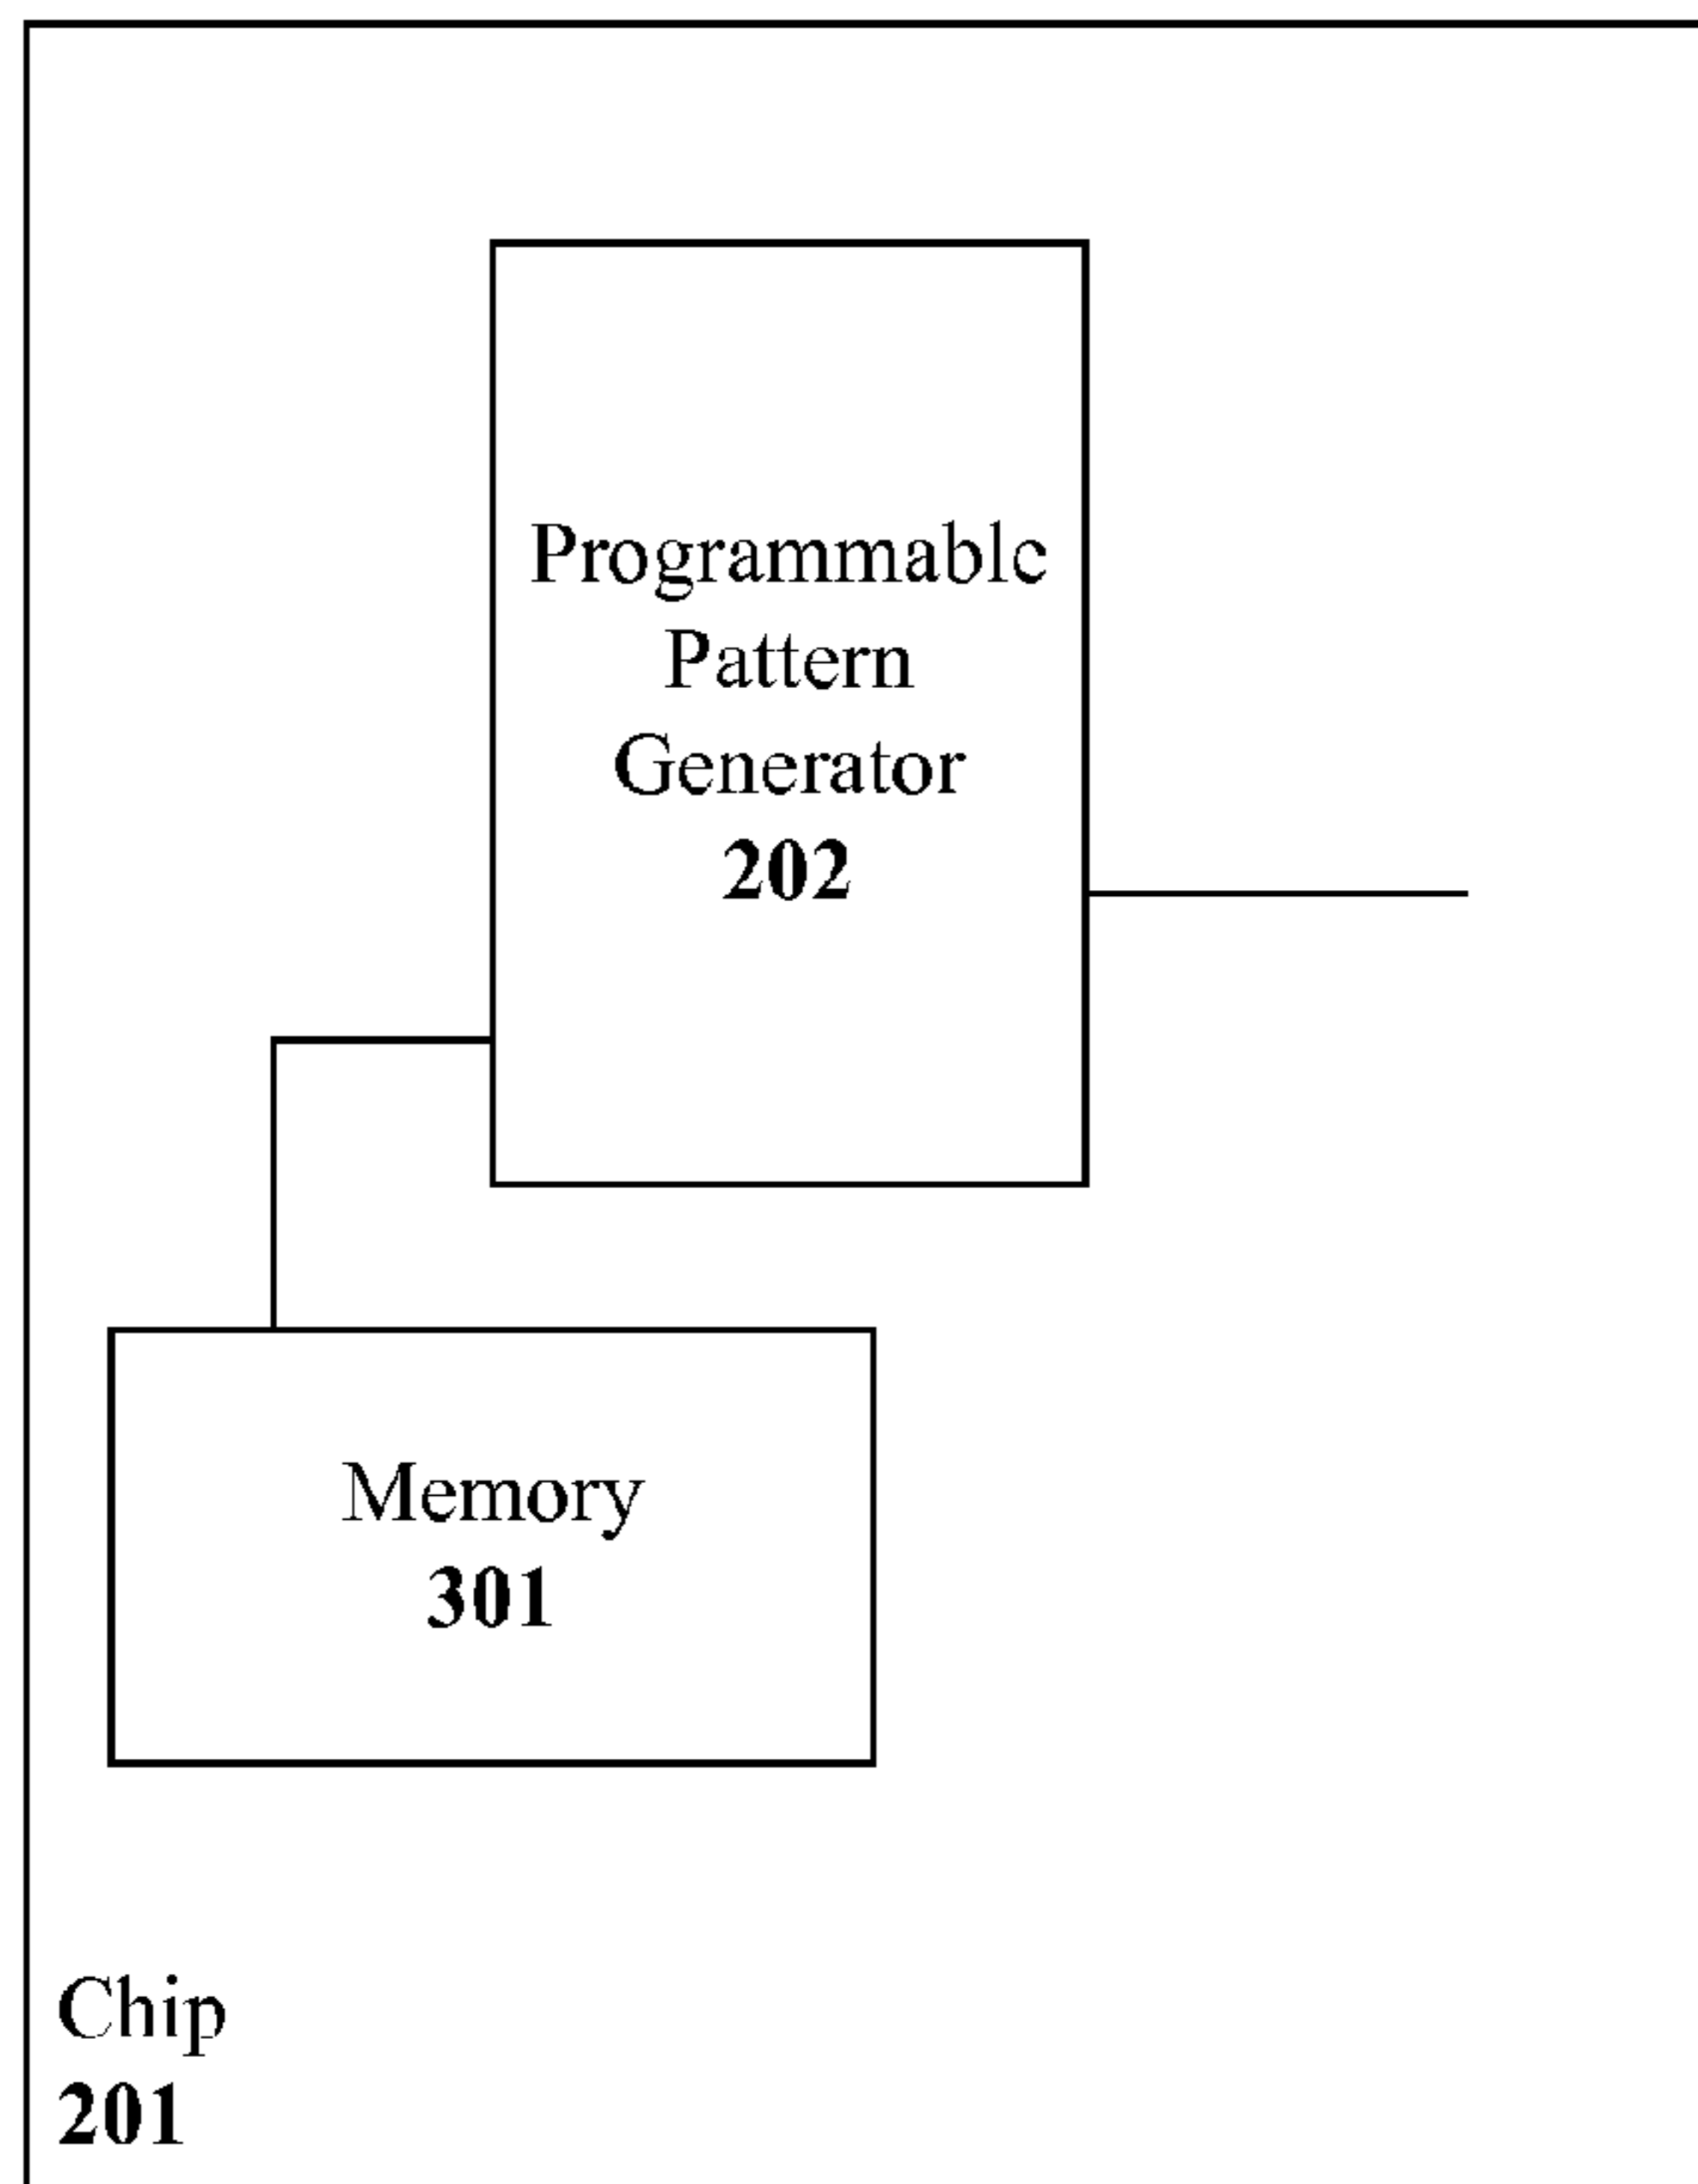 Programmable
Pattern
Generator
202
Memory
301
Chip
201